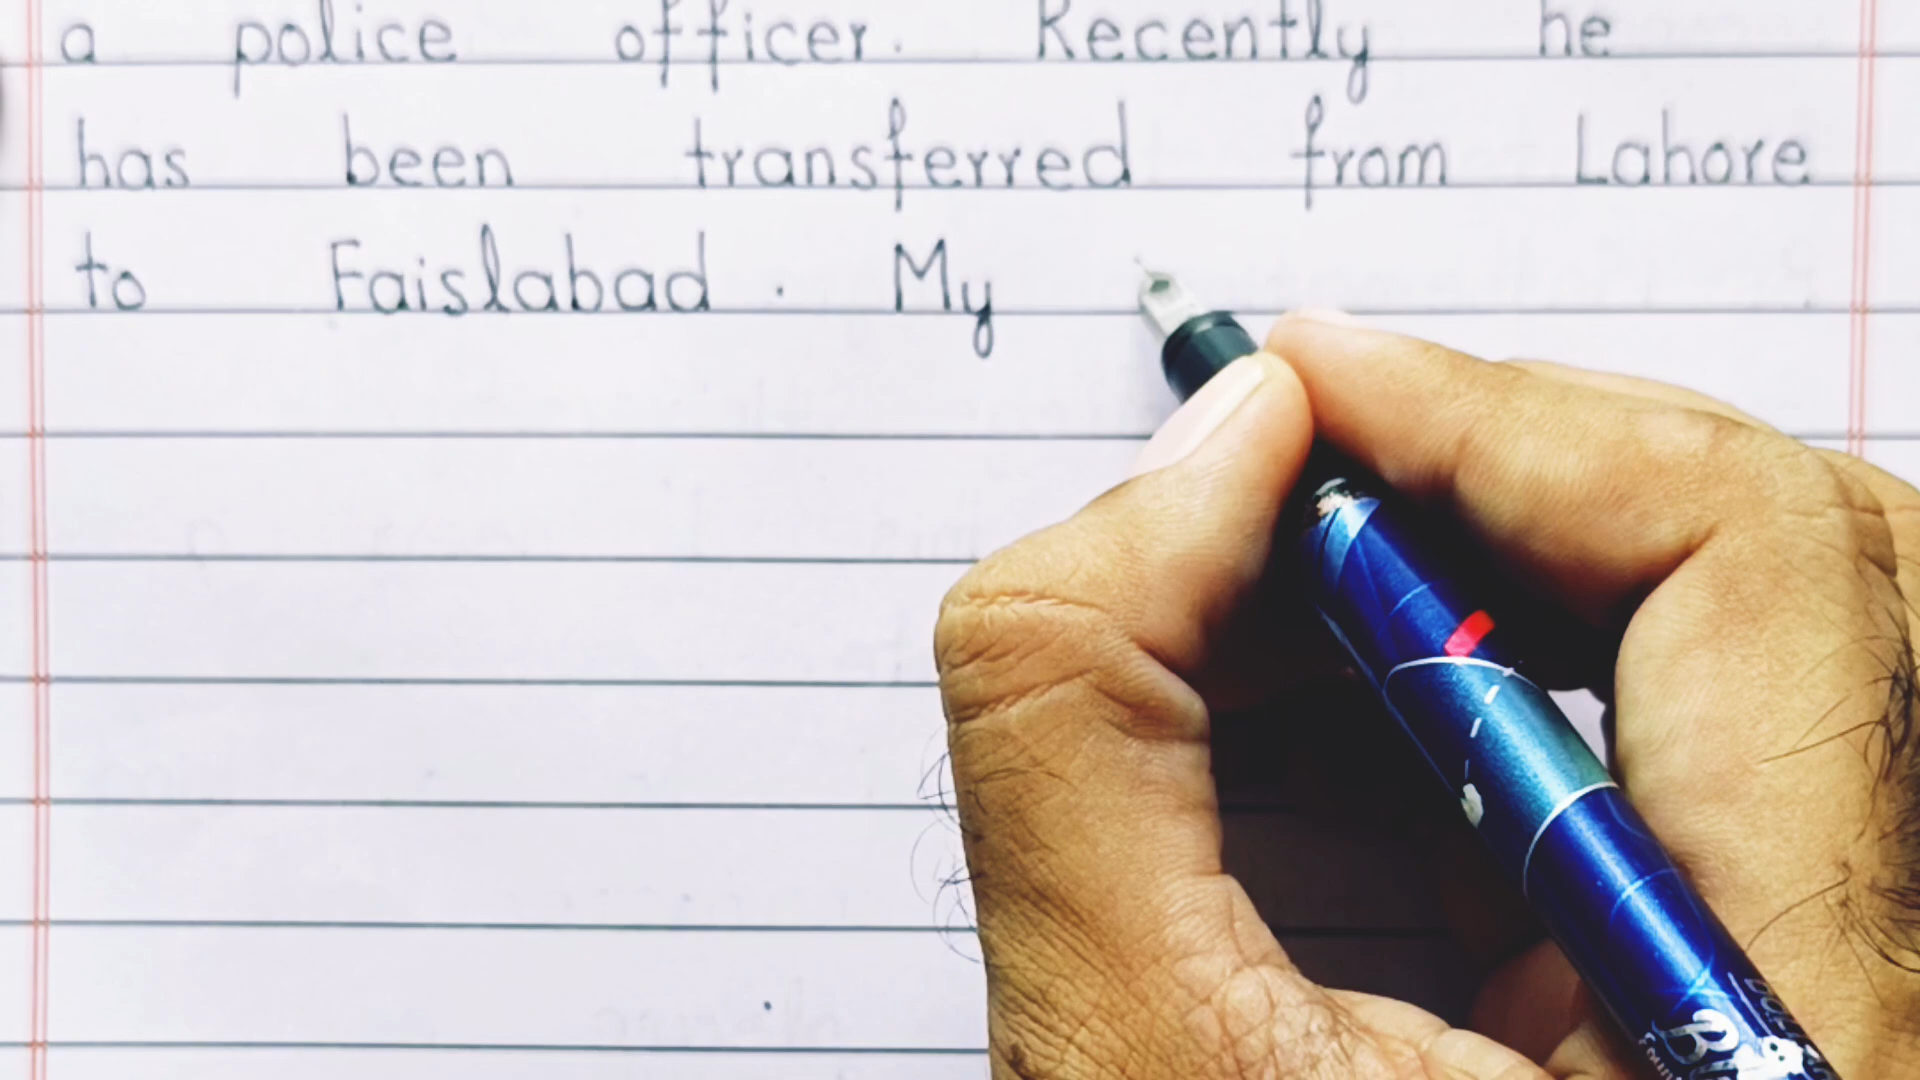 a police officer. Recently he
has been transferred from Lahore
to Faislabad. My